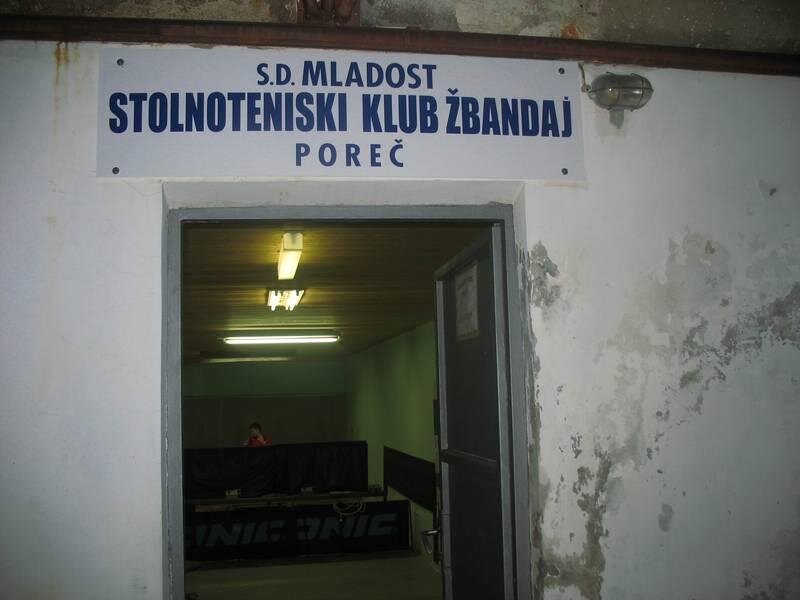 S.D. MLADOST
STOLNOTENISKI KLUB ŽBANDAJ
POREČ